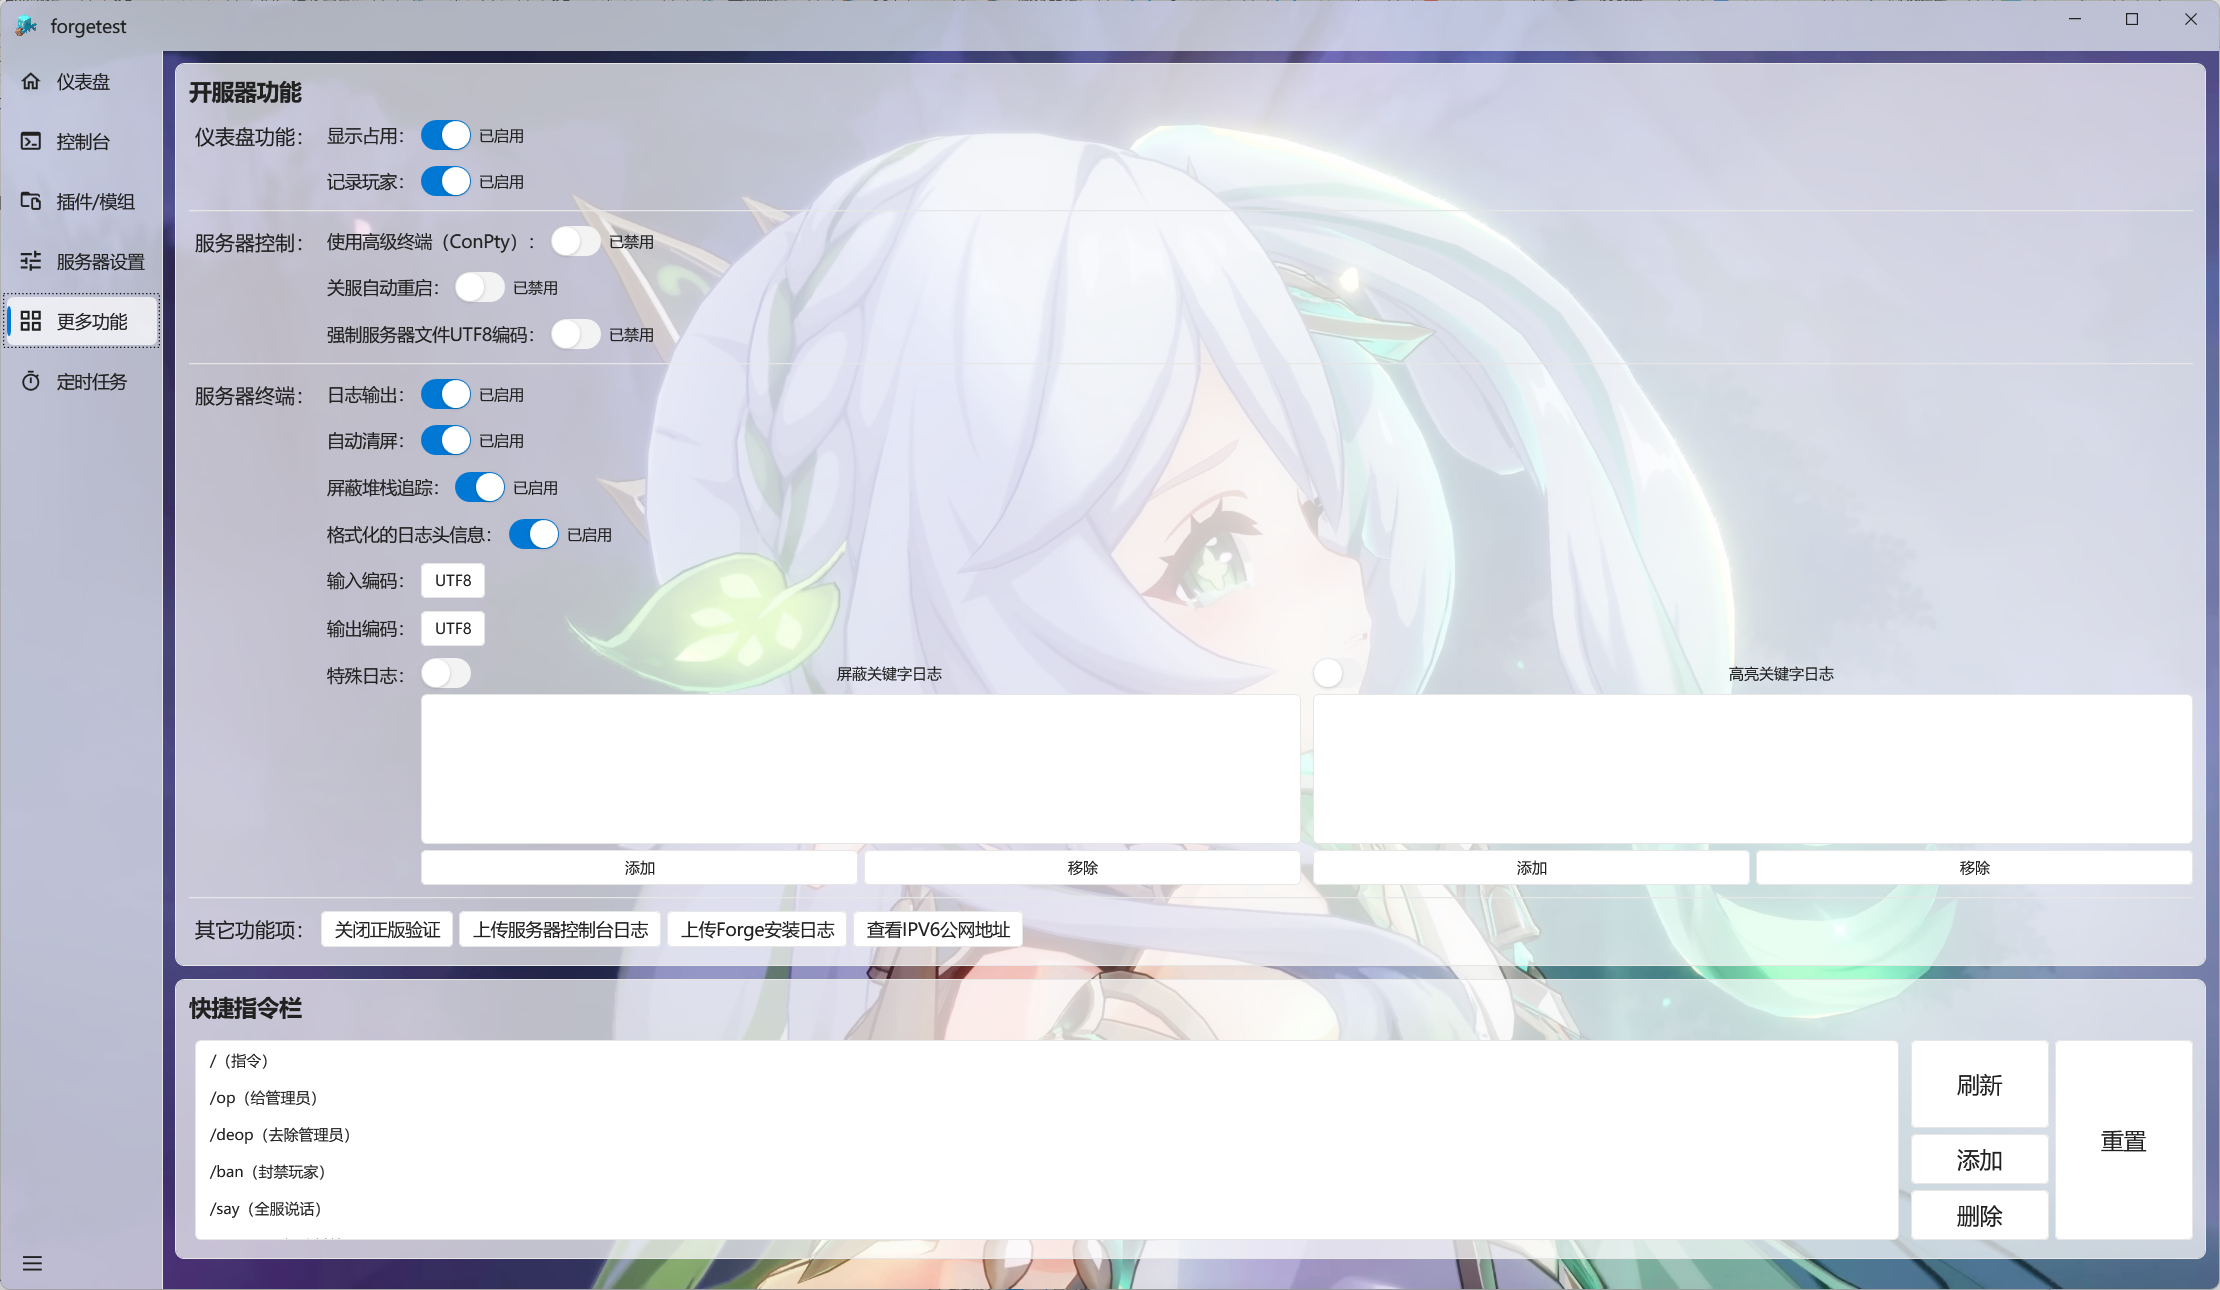 forgetest
仪表盘
控制台
插件/模组
服务器设置
更多功能
定时任务
开服器功能
仪表盘功能： 显示占用： 已启用
记录玩家： 已启用
服务器控制： 使用高级终端（ConPty）： 已禁用
关服自动重启： 已禁用
强制服务器文件UTF8编码： 已禁用
服务器终端： 日志输出： 已启用
自动清屏： 已启用
屏蔽堆栈追踪： 已启用
格式化的日志头信息： 已启用
输入编码： UTF8
输出编码： UTF8
特殊日志： 屏蔽关键字日志 高亮关键字日志
添加 移除 添加 移除
其它功能项： 关闭正版验证 上传服务器控制台日志 上传Forge安装日志 查看IPV6公网地址
快捷指令栏
/（指令）
/op（给管理员）
/deop（去除管理员）
/ban（封禁玩家）
/say（全服说话）
刷新
添加
删除
重置